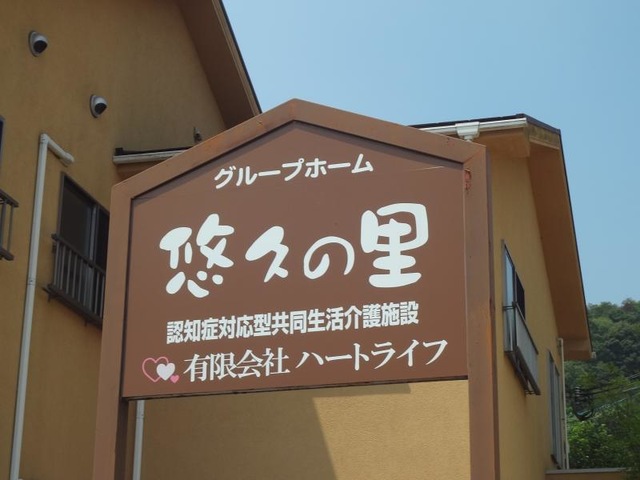 グループホーム
悠久の里
認知症対応型共同生活介護施設
有限会社 ハートライフ